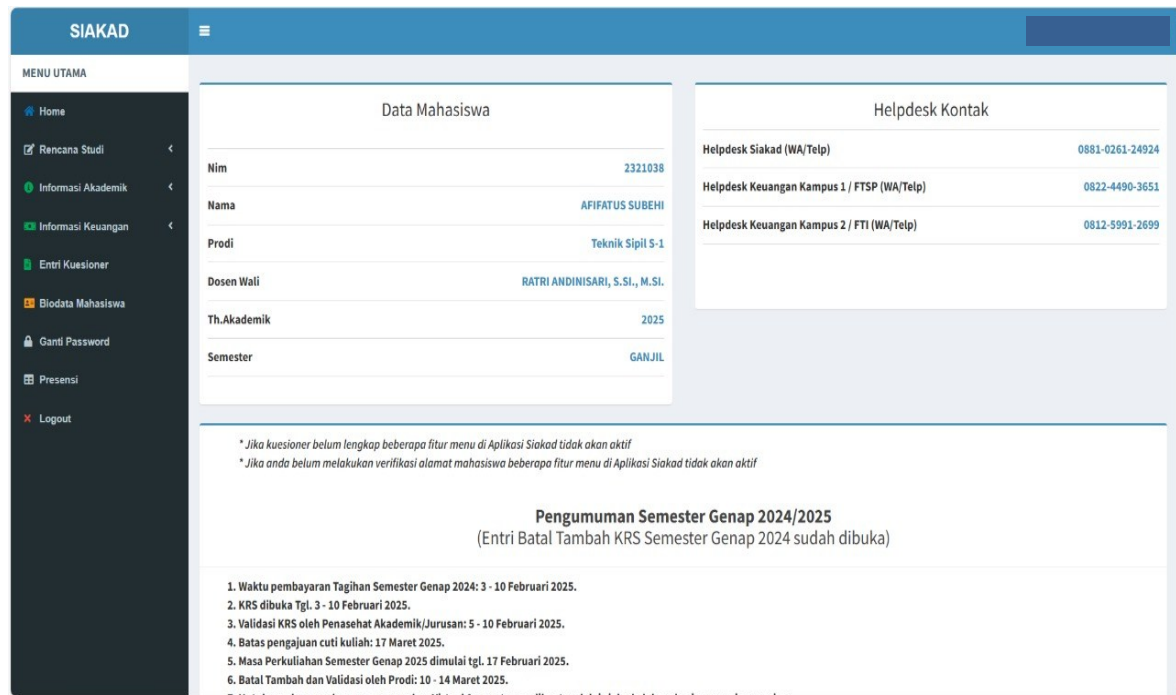 SIAKAD
MENU UTAMA
Home
Rencana Studi
Informasi Akademik
Informasi Keuangan
Entri Kuesioner
Biodata Mahasiswa
Ganti Password
Presensi
Logout
Data Mahasiswa
Nim 2321038
Nama AFIFATUS SUBEHI
Prodi Teknik Sipil S-1
Dosen Wali RATRI ANDINISARI, S.SI., M.SI.
Th.Akademik 2025
Semester GANJIL
Helpdesk Kontak
Helpdesk Siakad (WA/Telp) 0881-0261-24924
Helpdesk Keuangan Kampus 1 / FTSP (WA/Telp) 0822-4490-3651
Helpdesk Keuangan Kampus 2 / FTI (WA/Telp) 0812-5991-2699
* Jika kuesioner belum lengkap beberapa fitur menu di Aplikasi Siakad tidak akan aktif
* Jika anda belum melakukan verifikasi alamat mahasiswa beberapa fitur menu di Aplikasi Siakad tidak akan aktif
Pengumuman Semester Genap 2024/2025
(Entri Batal Tambah KRS Semester Genap 2024 sudah dibuka)
1. Waktu pembayaran Tagihan Semester Genap 2024: 3 - 10 Februari 2025.
2. KRS dibuka Tgl. 3 - 10 Februari 2025.
3. Validasi KRS oleh Penasehat Akademik/Jurusan: 5 - 10 Februari 2025.
4. Batas pengajuan cuti kuliah: 17 Maret 2025.
5. Masa Perkuliahan Semester Genap 2025 dimulai tgl. 17 Februari 2025.
6. Batal Tambah dan Validasi oleh Prodi: 10 - 14 Maret 2025.